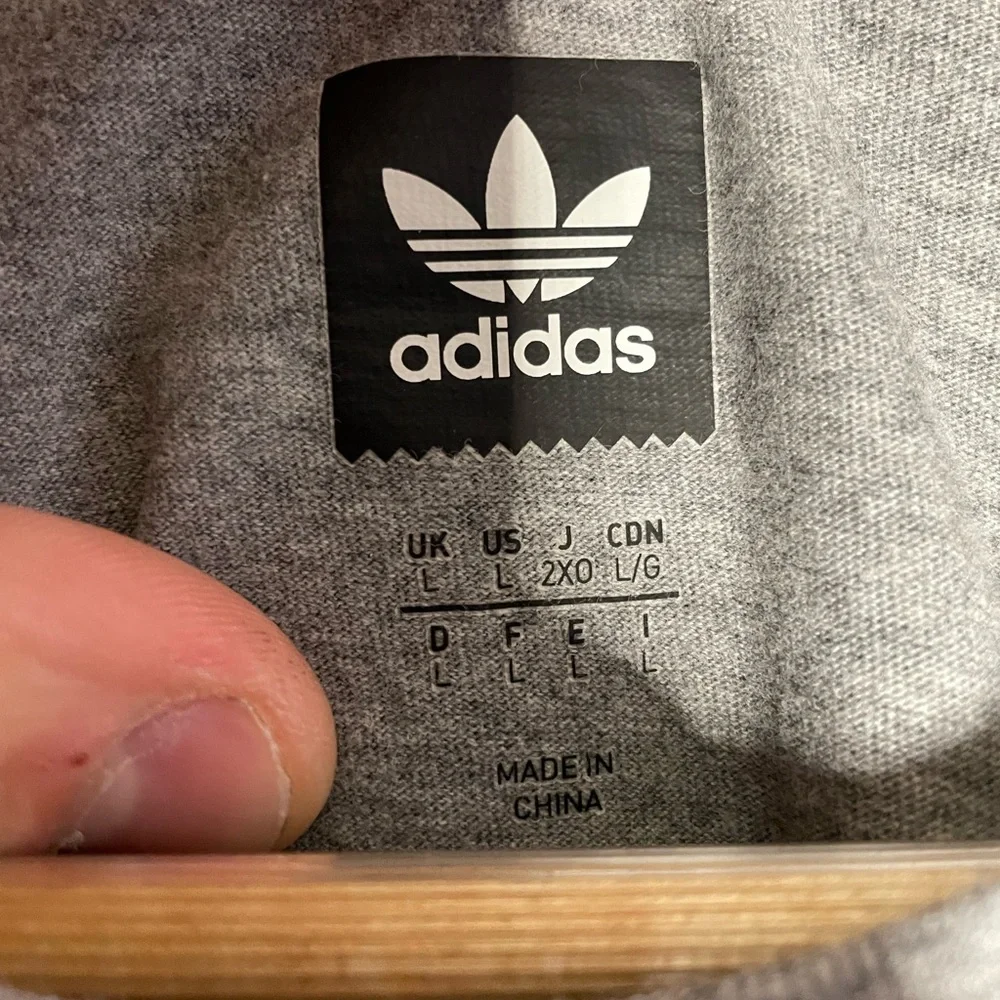 adidas
UK US J CDN
L L 2XO L/G
D F E I
L L L L
MADE IN
CHINA